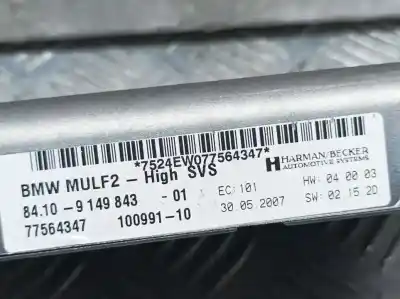 *7524EW077564347*
HARMAN/BECKER
AUTOMOTIVE SYSTEMS
BMW MULF2 - High SVS
84.10 - 9 149 843 - 01 EC: 101 HW: 04 00 03
77564347 100991-10 30.05.2007 SW: 02 15 20